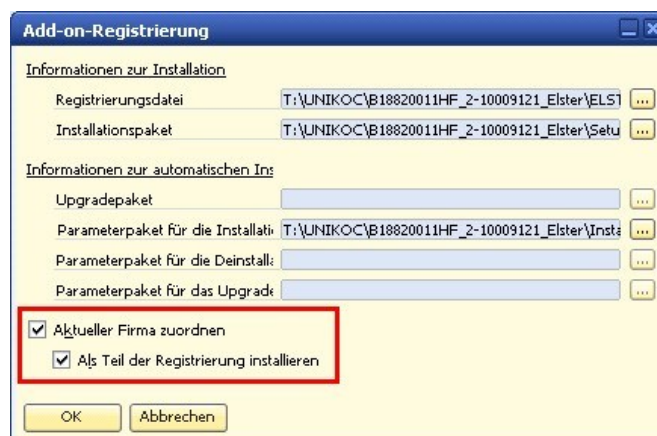 Add-on-Registrierung
Informationen zur Installation
Registrierungsdatei T:\UNIKOC\B18820011HF_2-10009121_Elster\ELST ...
Installationspaket T:\UNIKOC\B18820011HF_2-10009121_Elster\Setu ...
Informationen zur automatischen Ins
Upgradepaket ...
Parameterpaket für die Installati T:\UNIKOC\B18820011HF_2-10009121_Elster\Insta ...
Parameterpaket für die Deinstalla ...
Parameterpaket für das Upgrade ...
Aktueller Firma zuordnen
Als Teil der Registrierung installieren
OK Abbrechen